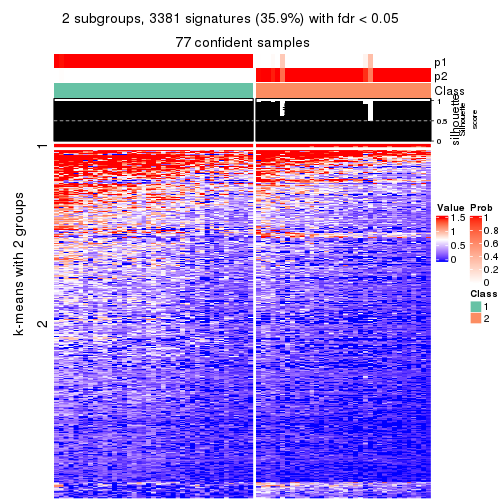 2 subgroups, 3381 signatures (35.9%) with fdr < 0.05
77 confident samples
p1
p2
Class
1
0.5
0
silhouette
Silhouette
score
k-means with 2 groups
1
2
Value
1.5
1
0.5
0
Prob
1
0.8
0.6
0.4
0.2
0
Class
1
2